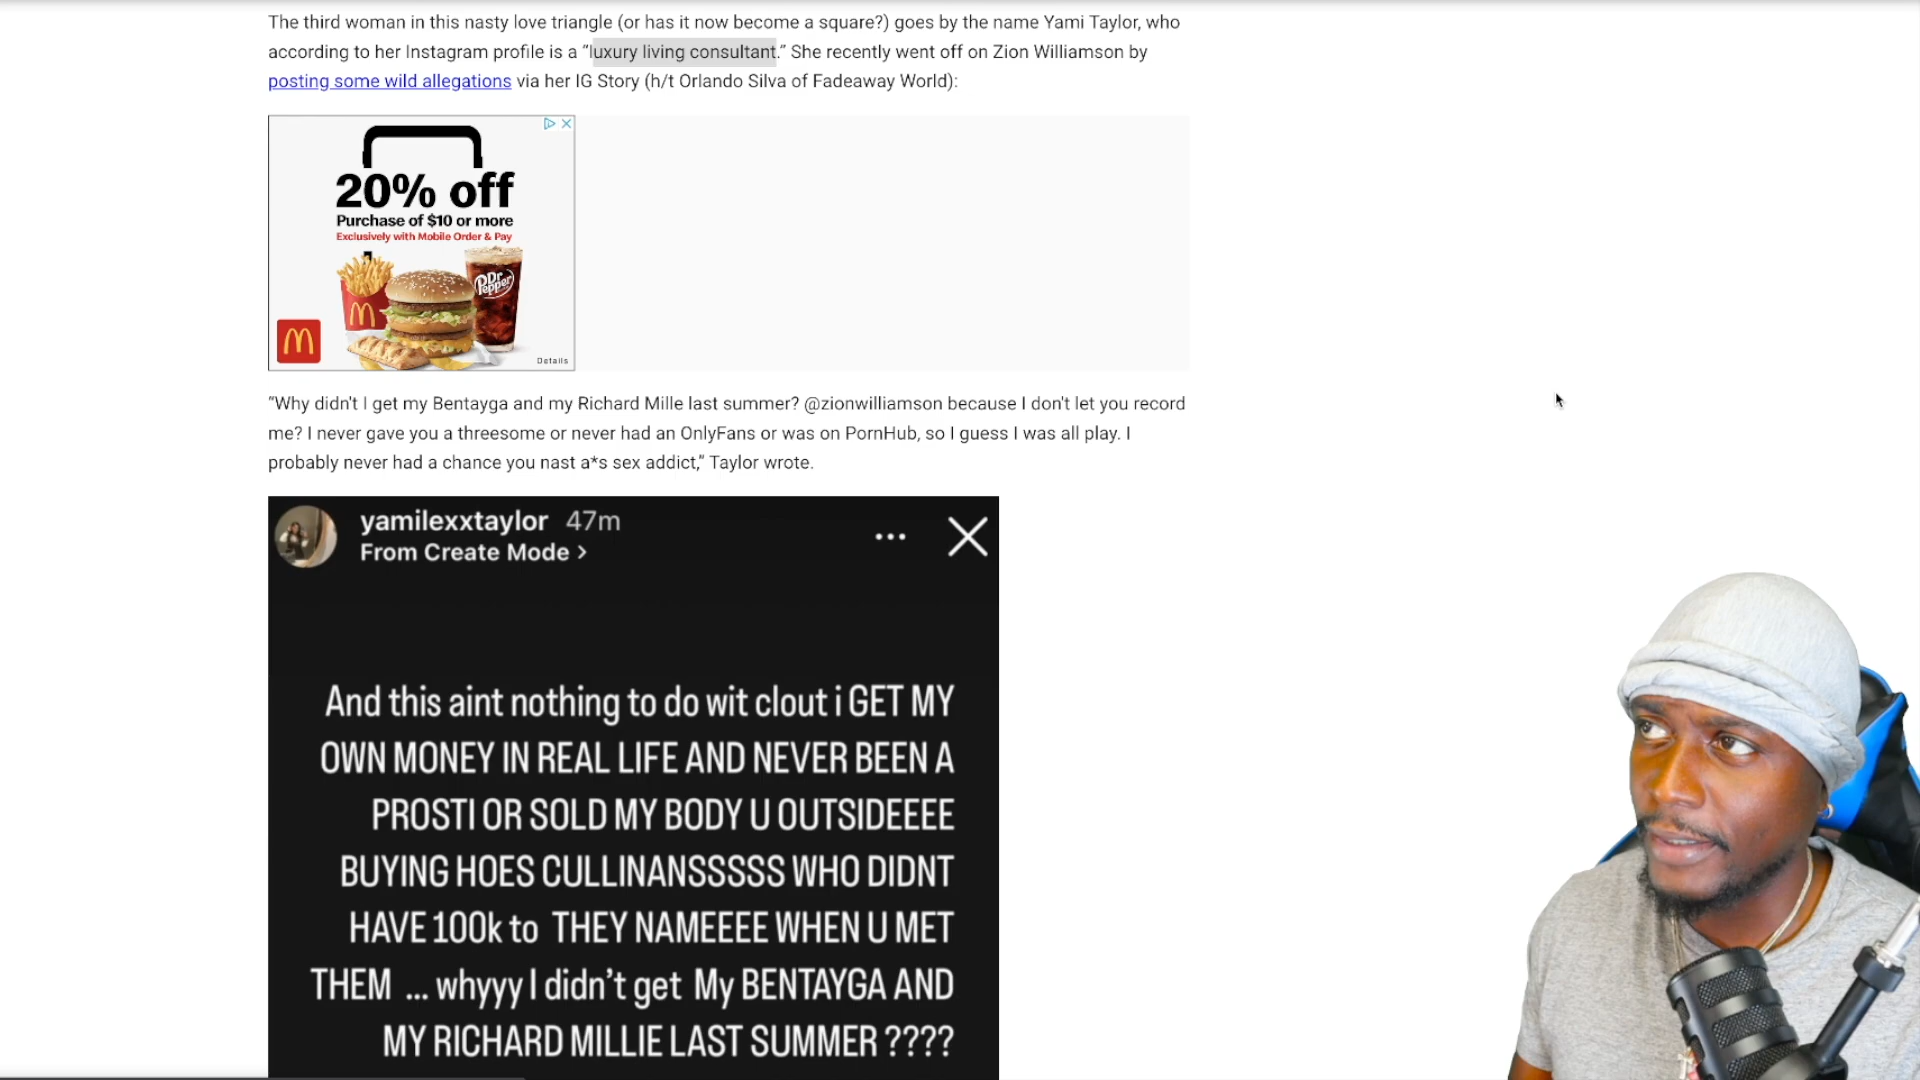 The third woman in this nasty love triangle (or has it now become a square?) goes by the name Yami Taylor, who
according to her Instagram profile is a “luxury living consultant.” She recently went off on Zion Williamson by
posting some wild allegations via her IG Story (h/t Orlando Silva of Fadeaway World):
20% off
Purchase of $10 or more
Exclusively with Mobile Order & Pay
Dr Pepper
Details
“Why didn't I get my Bentayga and my Richard Mille last summer? @zionwilliamson because I don't let you record
me? I never gave you a threesome or never had an OnlyFans or was on PornHub, so I guess I was all play. I
probably never had a chance you nast a*s sex addict,” Taylor wrote.
yamilexxtaylor 47m
From Create Mode >
And this aint nothing to do wit clout i GET MY
OWN MONEY IN REAL LIFE AND NEVER BEEN A
PROSTI OR SOLD MY BODY U OUTSIDEEEE
BUYING HOES CULLINANSSSSS WHO DIDNT
HAVE 100k to THEY NAMEEEE WHEN U MET
THEM ... whyyy I didn't get My BENTAYGA AND
MY RICHARD MILLIE LAST SUMMER ????